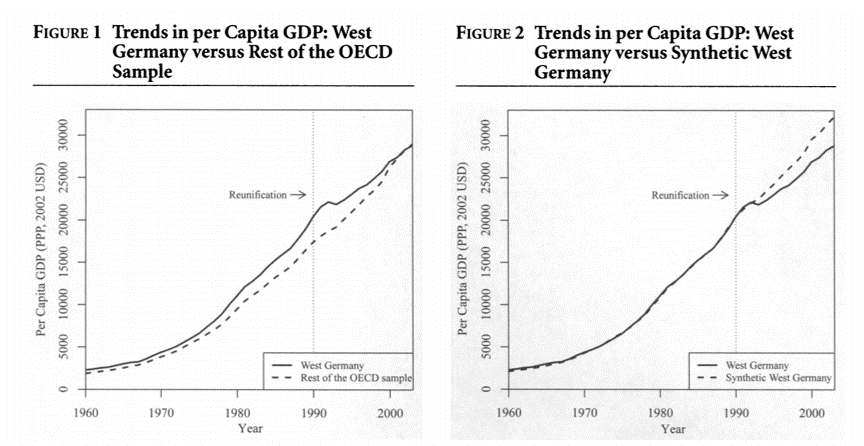 FIGURE 1 Trends in per Capita GDP: West
Germany versus Rest of the OECD
Sample
30000
25000
20000
15000
10000
5000
0
Per Capita GDP (PPP, 2002 USD)
Reunification →
West Germany
Rest of the OECD sample
1960 1970 1980 1990 2000
Year
FIGURE 2 Trends in per Capita GDP: West
Germany versus Synthetic West
Germany
30000
25000
20000
15000
10000
5000
0
Per Capita GDP (PPP, 2002 USD)
Reunification →
West Germany
Synthetic West Germany
1960 1970 1980 1990 2000
Year